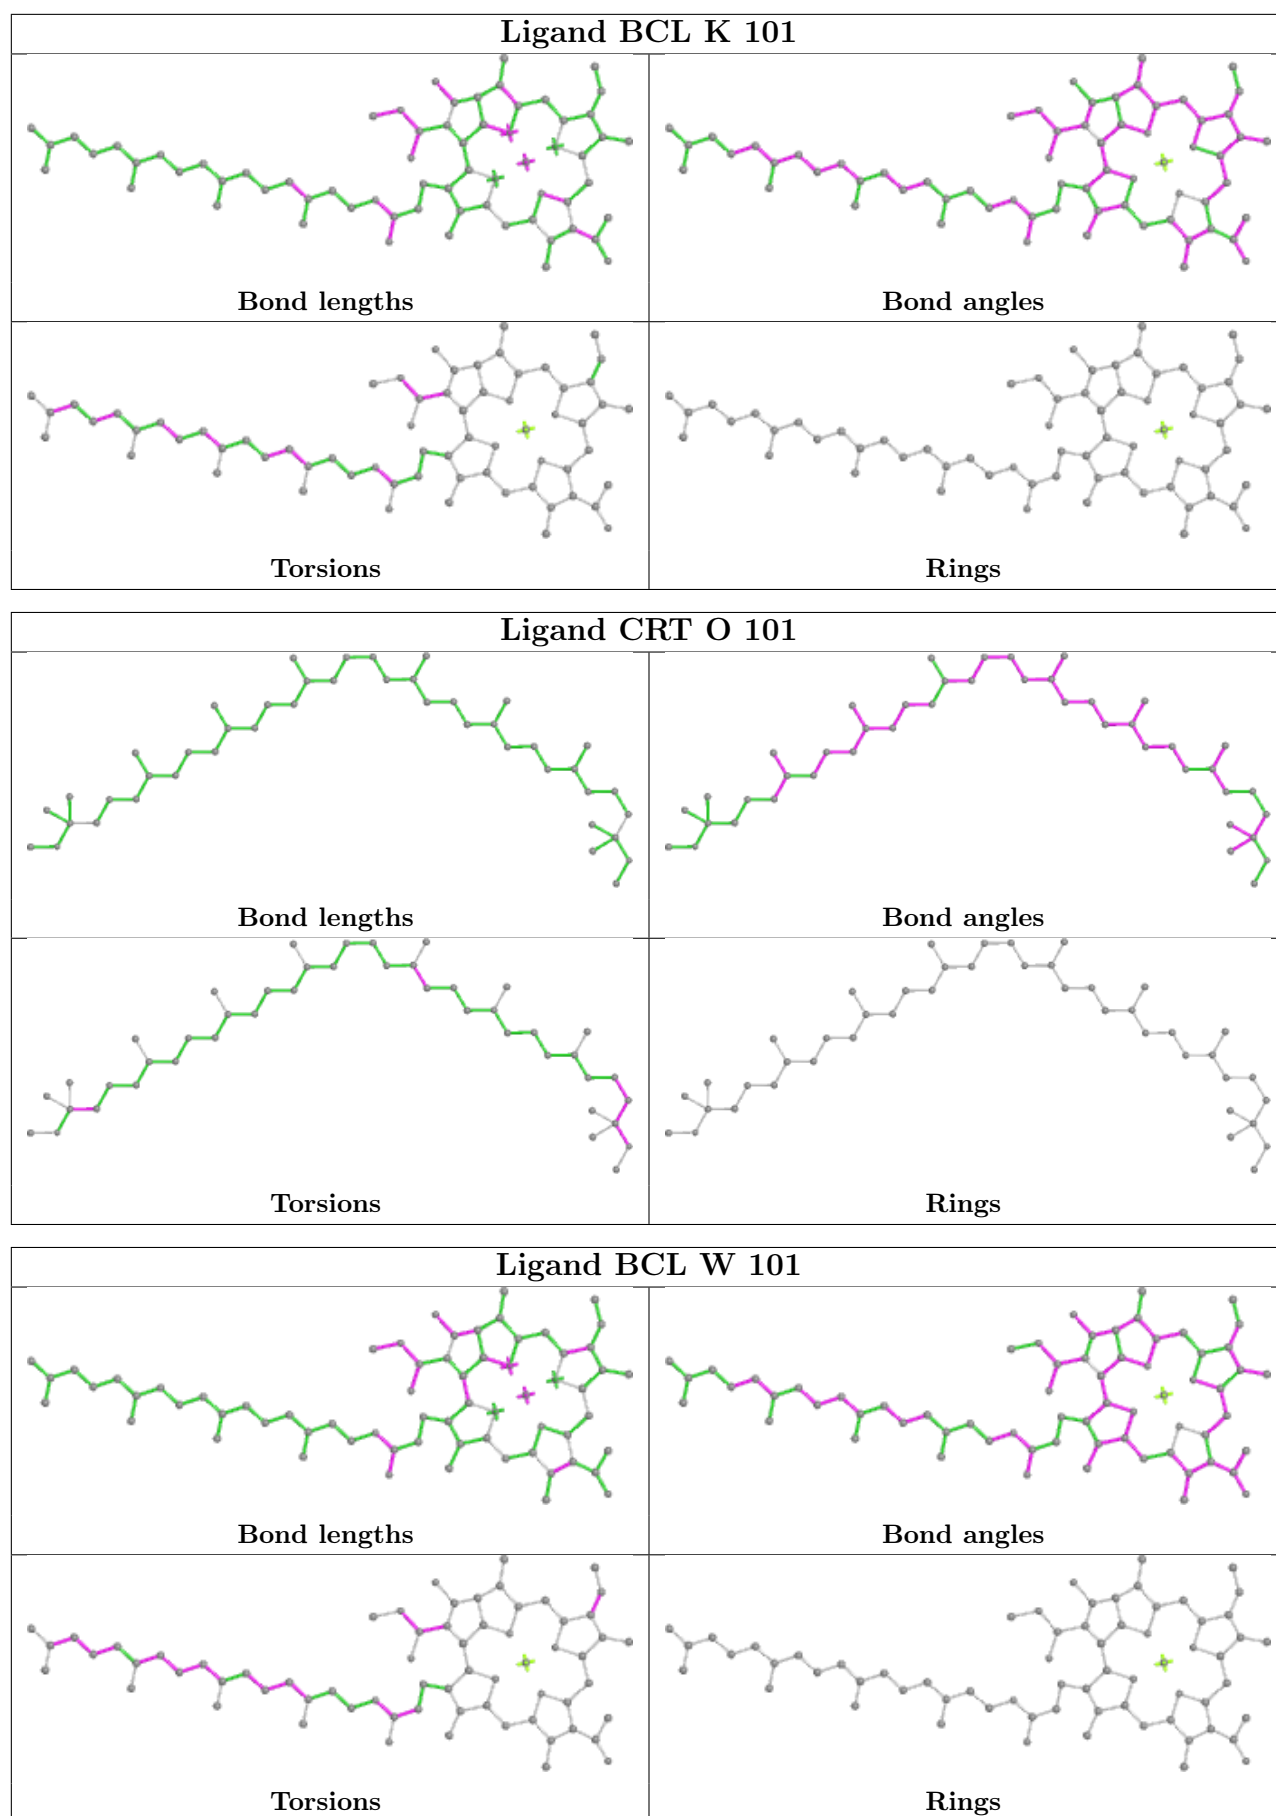 Ligand BCL K 101
Bond lengths
Bond angles
Torsions
Rings
Ligand CRT O 101
Bond lengths
Bond angles
Torsions
Rings
Ligand BCL W 101
Bond lengths
Bond angles
Torsions
Rings